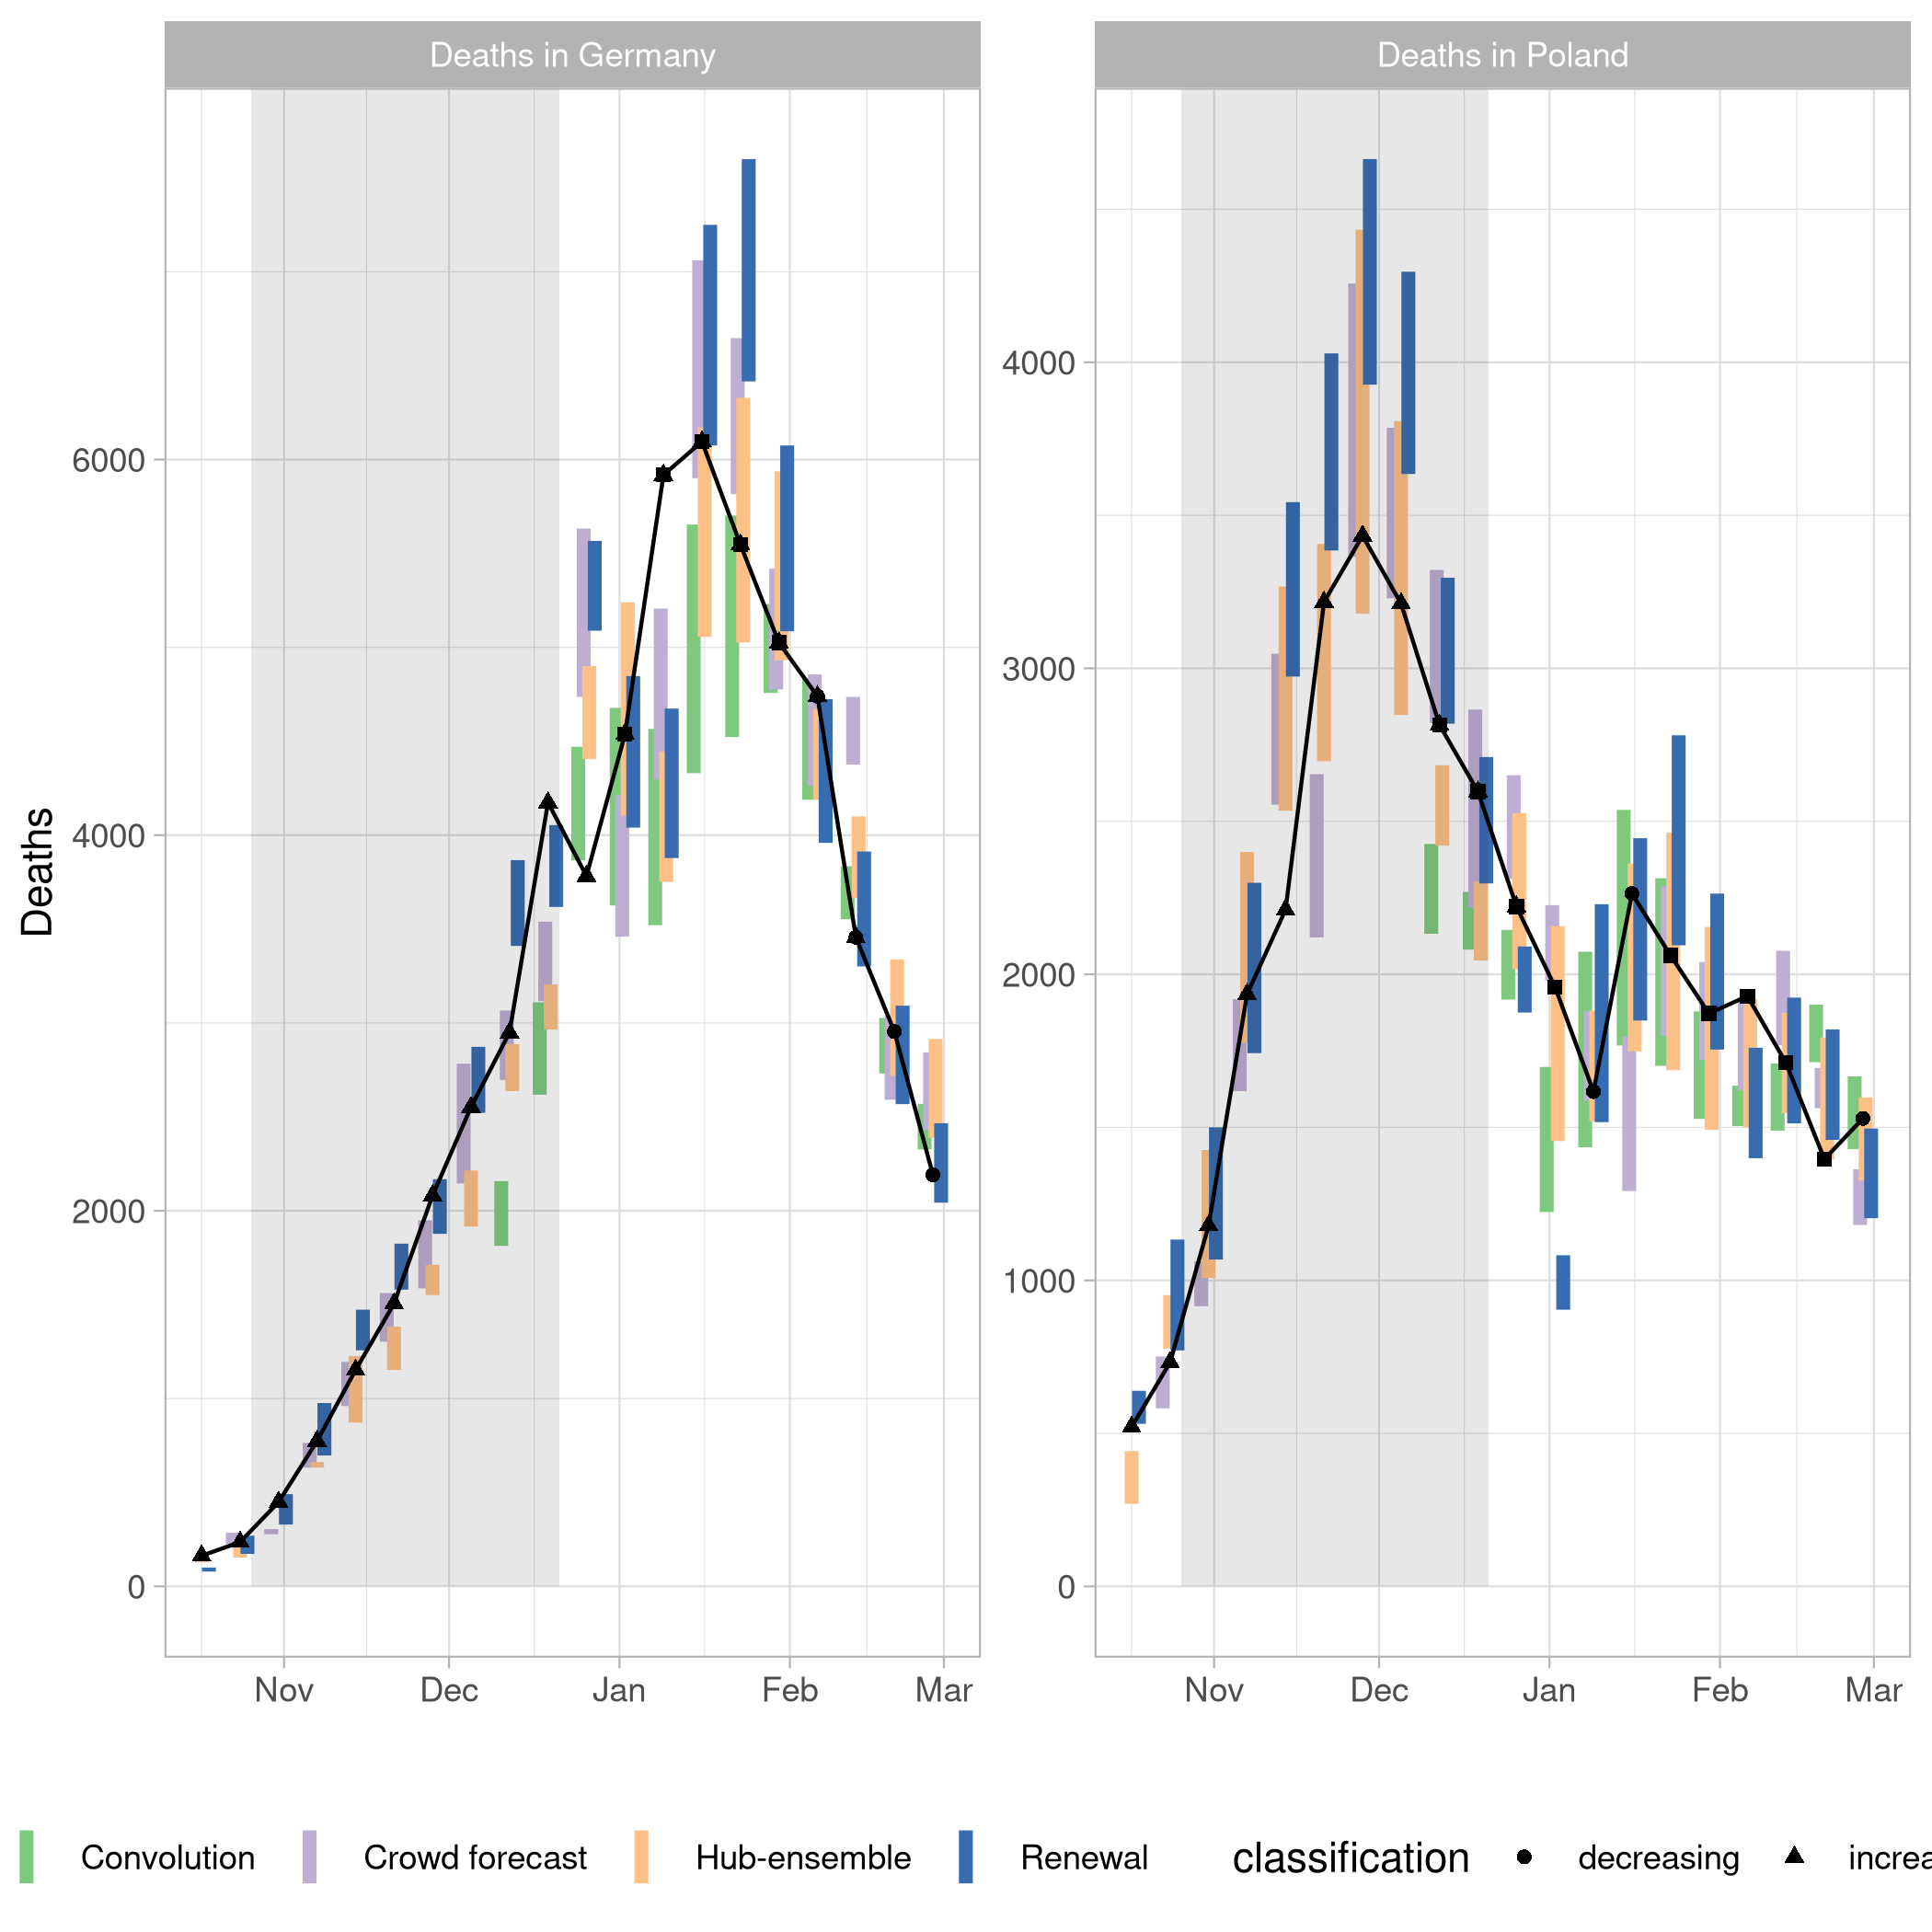 Deaths in Germany
Deaths in Poland
Deaths
6000
4000
2000
0
4000
3000
2000
1000
0
Nov Dec Jan Feb Mar
Nov Dec Jan Feb Mar
Convolution Crowd forecast Hub-ensemble Renewal classification decreasing increa